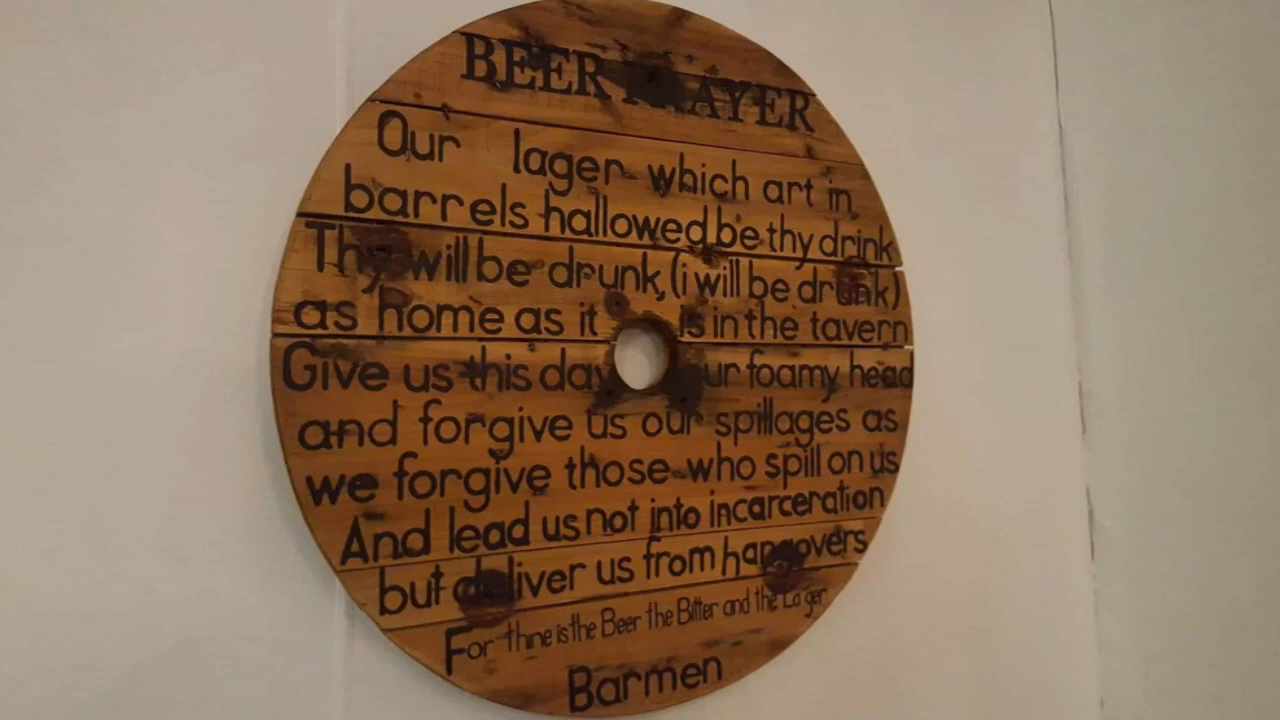 BEER PRAYER
Our lager which art in
barrels hallowed be thy drink
Thy will be drunk, (i will be drunk)
as home as it is in the tavern
Give us this day our foamy head
and forgive us our spillages as
we forgive those who spill on us
And lead us not into incarceration
but deliver us from hangovers
For thine is the Beer the Bitter and the Lager
Barmen